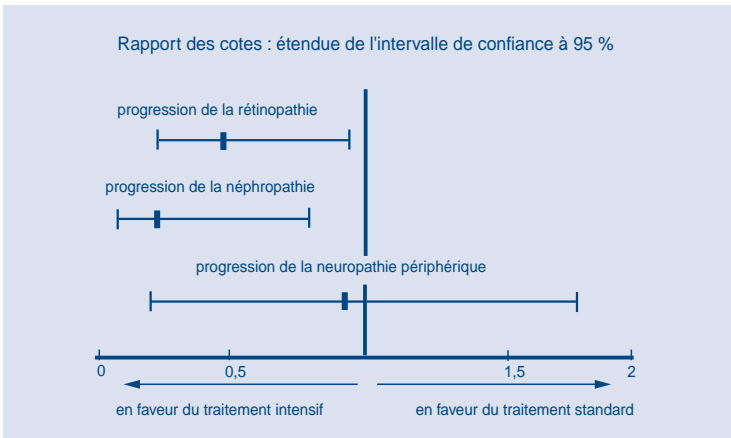 Rapport des cotes : étendue de l'intervalle de confiance à 95 %
progression de la rétinopathie
progression de la néphropathie
progression de la neuropathie périphérique
0 0,5 1,5 2
en faveur du traitement intensif en faveur du traitement standard